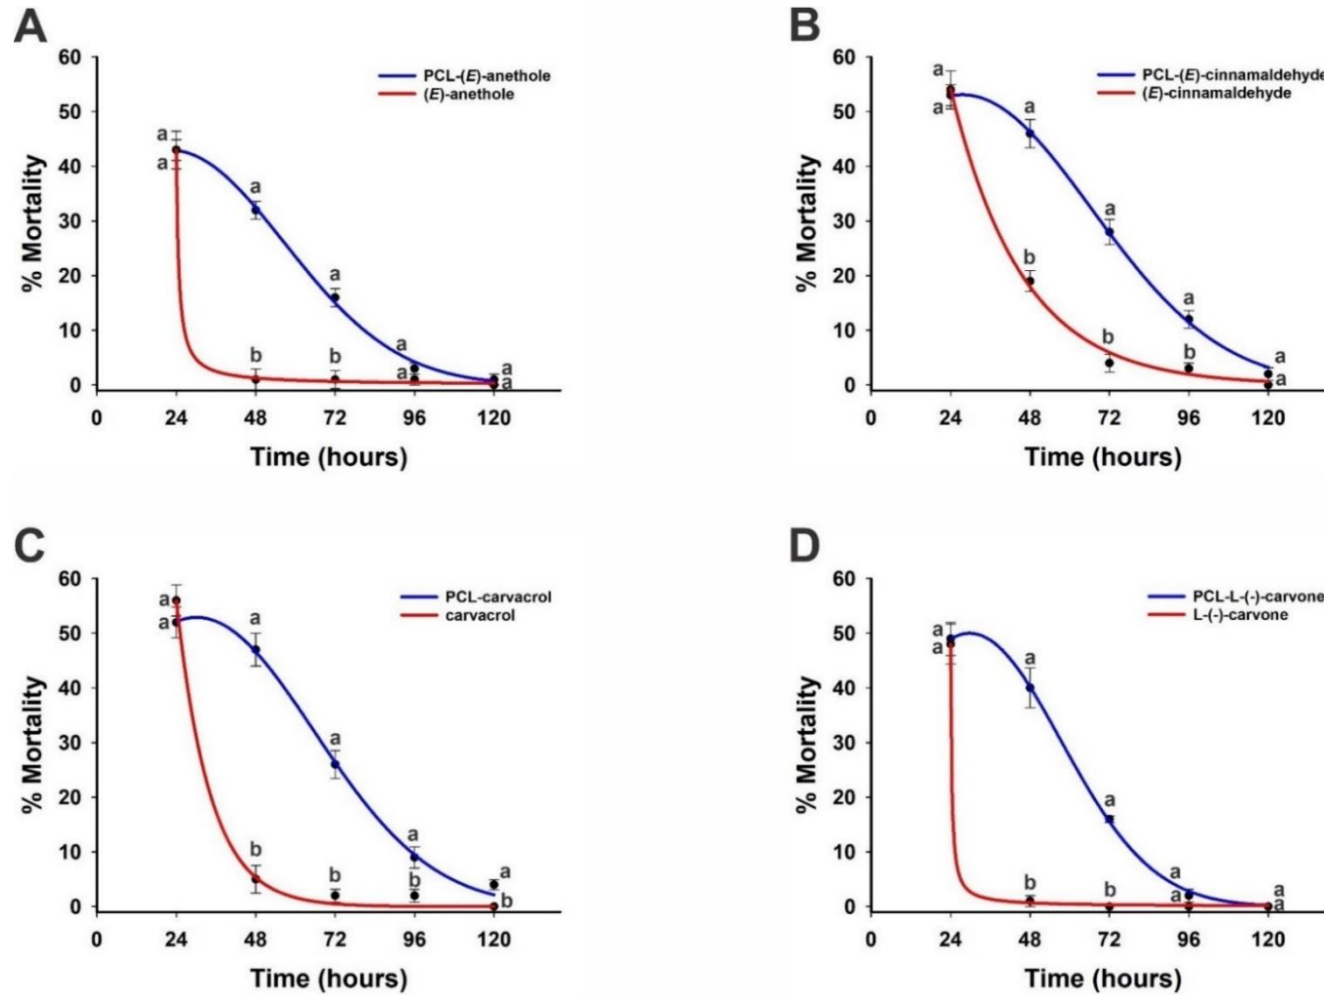 A
PCL-(E)-anethole
(E)-anethole
% Mortality
60
50
40
30
20
10
0
a
a
a
a
a
a
b
b
a
a
0 24 48 72 96 120
Time (hours)
B
PCL-(E)-cinnamaldehyde
(E)-cinnamaldehyde
% Mortality
60
50
40
30
20
10
0
a
a
a
a
b
a
b
b
a
a
0 24 48 72 96 120
Time (hours)
C
PCL-carvacrol
carvacrol
% Mortality
60
50
40
30
20
10
0
a
a
a
a
a
b
b
b
a
b
0 24 48 72 96 120
Time (hours)
D
PCL-L-(-)-carvone
L-(-)-carvone
% Mortality
60
50
40
30
20
10
0
a
a
a
a
a
b
b
a
a
a
0 24 48 72 96 120
Time (hours)